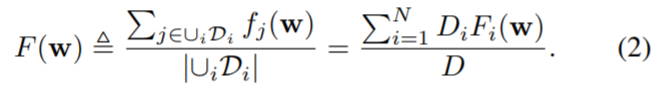 F(w) ≜ ∑_{j∈∪_i 𝒟_i} f_j(w) / |∪_i 𝒟_i| = ∑_{i=1}^{N} D_i F_i(w) / D . (2)